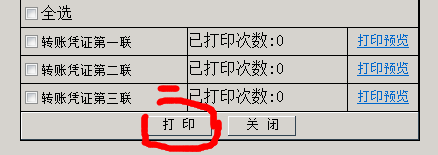 全选
转账凭证第一联 已打印次数:0 打印预览
转账凭证第二联 已打印次数:0 打印预览
转账凭证第三联 已打印次数:0 打印预览
打 印 关 闭